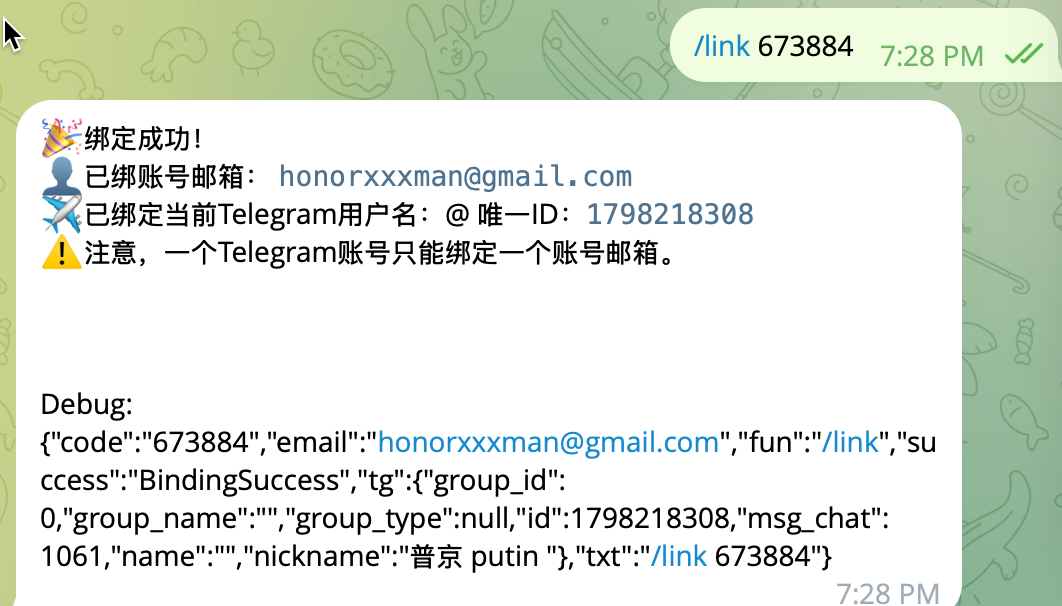 /link 673884 7:28 PM
🎉绑定成功！
👤已绑账号邮箱： honorxxxman@gmail.com
✈️已绑定当前Telegram用户名：@ 唯一ID：1798218308
⚠️注意，一个Telegram账号只能绑定一个账号邮箱。
Debug:
{"code":"673884","email":"honorxxxman@gmail.com","fun":"/link","su
ccess":"BindingSuccess","tg":{"group_id":
0,"group_name":"","group_type":null,"id":1798218308,"msg_chat":
1061,"name":"","nickname":"普京 putin "},"txt":"/link 673884"}
7:28 PM